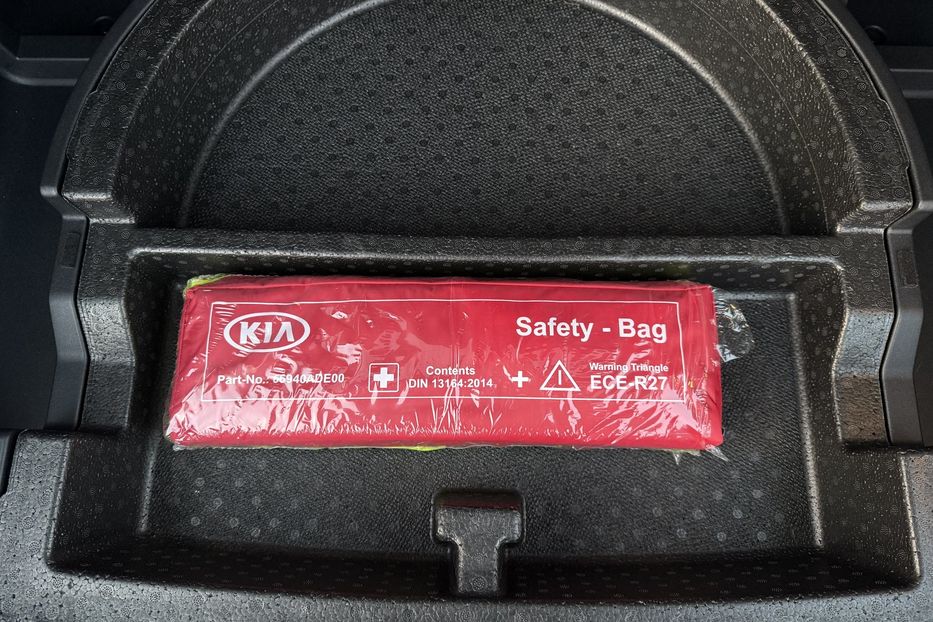 KIA
Safety - Bag
Part-No.: 66940ADE00
Contents
DIN 13164:2014
+
Warning Triangle
ECE-R27